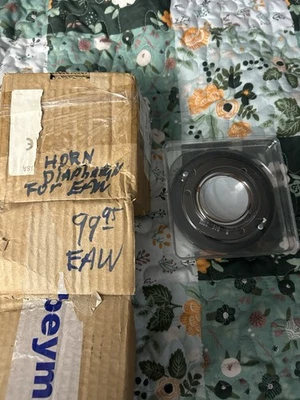 HORN
Diaphragm
For EAW
99.95
EAW
beym